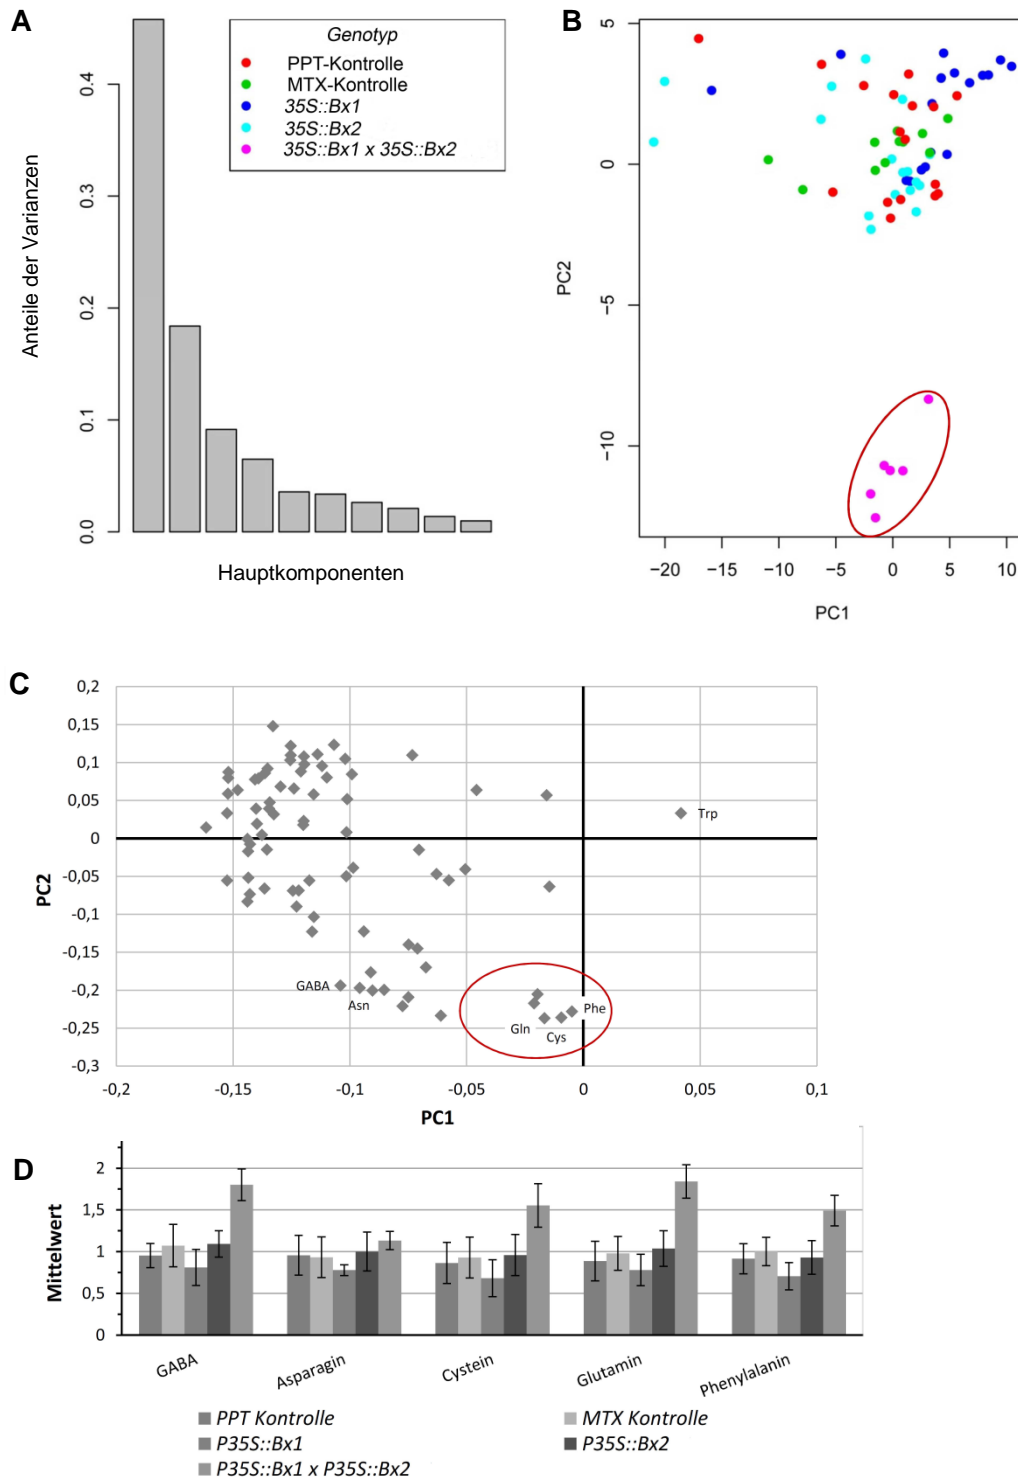 A
Genotyp
PPT-Kontrolle
MTX-Kontrolle
35S::Bx1
35S::Bx2
35S::Bx1 x 35S::Bx2
Anteile der Varianzen
0.4
0.3
0.2
0.1
0.0
Hauptkomponenten
B
PC2
5
0
−5
−10
−20
−15
−10
−5
0
5
10
PC1
C
PC2
0,2
0,15
0,1
0,05
0
-0,05
-0,1
-0,15
-0,2
-0,25
-0,3
Trp
GABA
Asn
Phe
Gln
Cys
-0,2
-0,15
-0,1
-0,05
0
0,05
0,1
PC1
D
Mittelwert
2
1,5
1
0,5
0
GABA
Asparagin
Cystein
Glutamin
Phenylalanin
PPT Kontrolle
MTX Kontrolle
P35S::Bx1
P35S::Bx2
P35S::Bx1 x P35S::Bx2